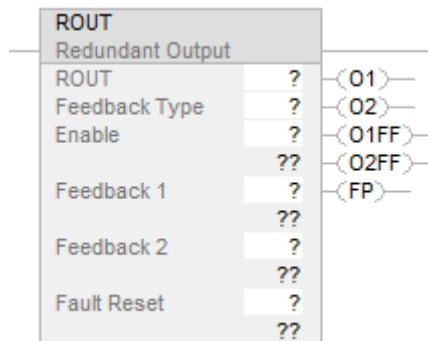 ROUT
Redundant Output
ROUT ? (O1)
Feedback Type ? (O2)
Enable ? (O1FF)
?? (O2FF)
Feedback 1 ? (FP)
??
Feedback 2 ?
??
Fault Reset ?
??